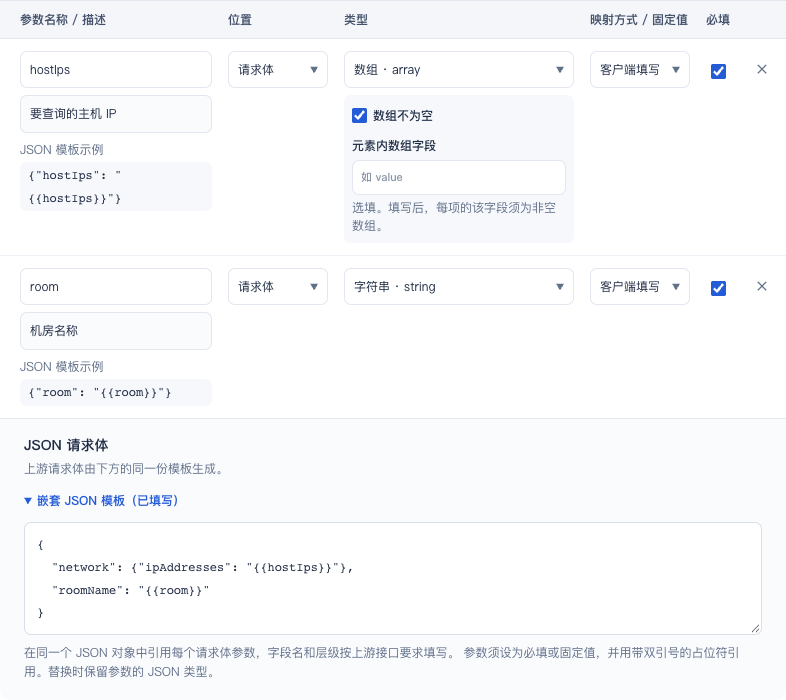 参数名称 / 描述 位置 类型 映射方式 / 固定值 必填
hostIps 请求体 ▼ 数组 · array ▼ 客户端填写 ▼ ×
要查询的主机 IP
数组不为空
JSON 模板示例
元素内数组字段
{"hostIps": "
{{hostIps}}"}
如 value
选填。填写后，每项的该字段须为非空
数组。
room 请求体 ▼ 字符串 · string ▼ 客户端填写 ▼ ×
机房名称
JSON 模板示例
{"room": "{{room}}"}
JSON 请求体
上游请求体由下方的同一份模板生成。
▼ 嵌套 JSON 模板（已填写）
{
"network": {"ipAddresses": "{{hostIps}}"},
"roomName": "{{room}}"
}
在同一个 JSON 对象中引用每个请求体参数，字段名和层级按上游接口要求填写。 参数须设为必填或固定值，并用带双引号的占位符引
用。替换时保留参数的 JSON 类型。